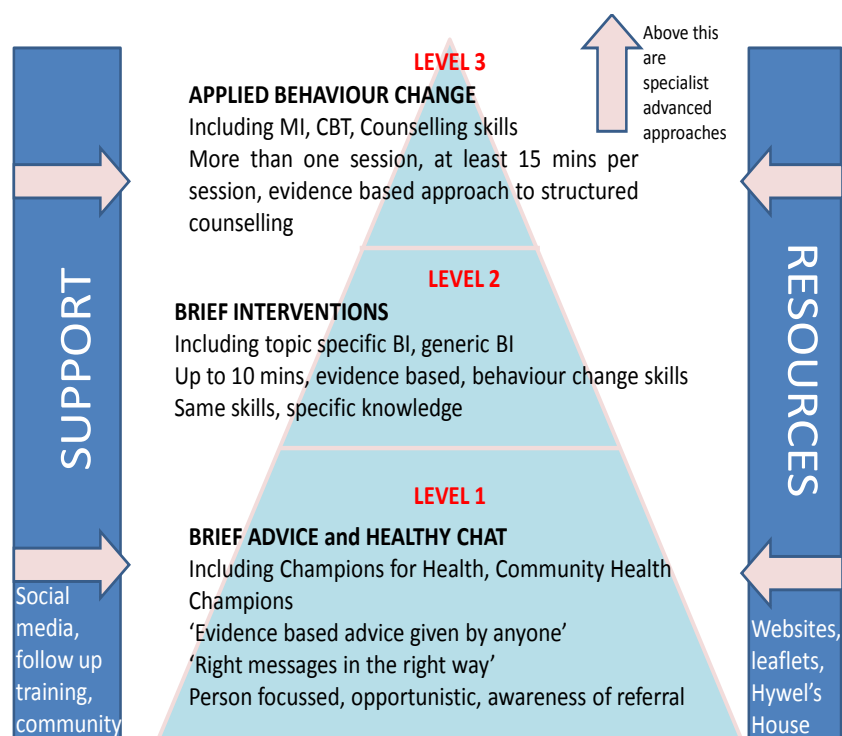 LEVEL 3
APPLIED BEHAVIOUR CHANGE
Including MI, CBT, Counselling skills
More than one session, at least 15 mins per
session, evidence based approach to structured
counselling
Above this
are
specialist
advanced
approaches
LEVEL 2
BRIEF INTERVENTIONS
Including topic specific BI, generic BI
Up to 10 mins, evidence based, behaviour change skills
Same skills, specific knowledge
LEVEL 1
BRIEF ADVICE and HEALTHY CHAT
Including Champions for Health, Community Health
Champions
‘Evidence based advice given by anyone’
‘Right messages in the right way’
Person focussed, opportunistic, awareness of referral
SUPPORT
Social
media,
follow up
training,
community
RESOURCES
Websites,
leaflets,
Hywel’s
House